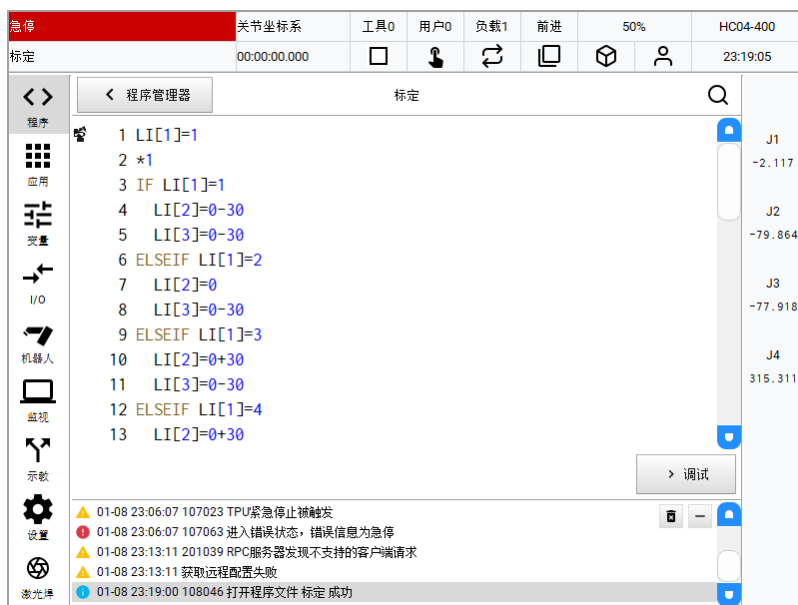 急停 关节坐标系 工具0 用户0 负载1 前进 50% HC04-400
标定 00:00:00.000 23:19:05
程序
应用
变量
I/O
机器人
监视
示教
设置
激光焊
程序管理器 标定
1 LI[1]=1
2 *1
3 IF LI[1]=1
4 LI[2]=0-30
5 LI[3]=0-30
6 ELSEIF LI[1]=2
7 LI[2]=0
8 LI[3]=0-30
9 ELSEIF LI[1]=3
10 LI[2]=0+30
11 LI[3]=0-30
12 ELSEIF LI[1]=4
13 LI[2]=0+30
> 调试
01-08 23:06:07 107023 TPU紧急停止被触发
01-08 23:06:07 107063 进入错误状态，错误信息为急停
01-08 23:13:11 201039 RPC服务器发现不支持的客户端请求
01-08 23:13:11 获取远程配置失败
01-08 23:19:00 108046 打开程序文件 标定 成功
J1
-2.117
J2
-79.864
J3
-77.918
J4
315.311